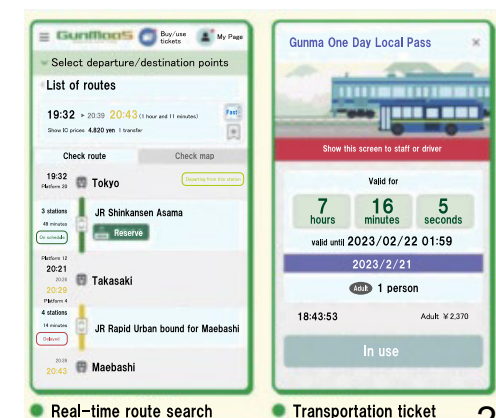 GunMaaS
Buy/use
tickets
My Page
Select departure/destination points
List of routes
19:32 ▸ 20:39 20:43 (1 hour and 11 minutes)
Fast
Show IC prices 4.820 yen 1 transfer
Check route
Check map
19:32
Platform 20
Tokyo
Departing from this station
3 stations
49 minutes
On schedule
JR Shinkansen Asama
Reserve
Platform 12
20:21
20:25
20:29
Platform 4
Takasaki
4 stations
14 minutes
Delayed
JR Rapid Urban bound for Maebashi
20:39
20:43
Maebashi
● Real-time route search
Gunma One Day Local Pass ×
Show this screen to staff or driver
Valid for
7 16 5
hours minutes seconds
valid until 2023/02/22 01:59
2023/2/21
Adult 1 person
18:43:53 Adult ¥2,370
In use
● Transportation ticket